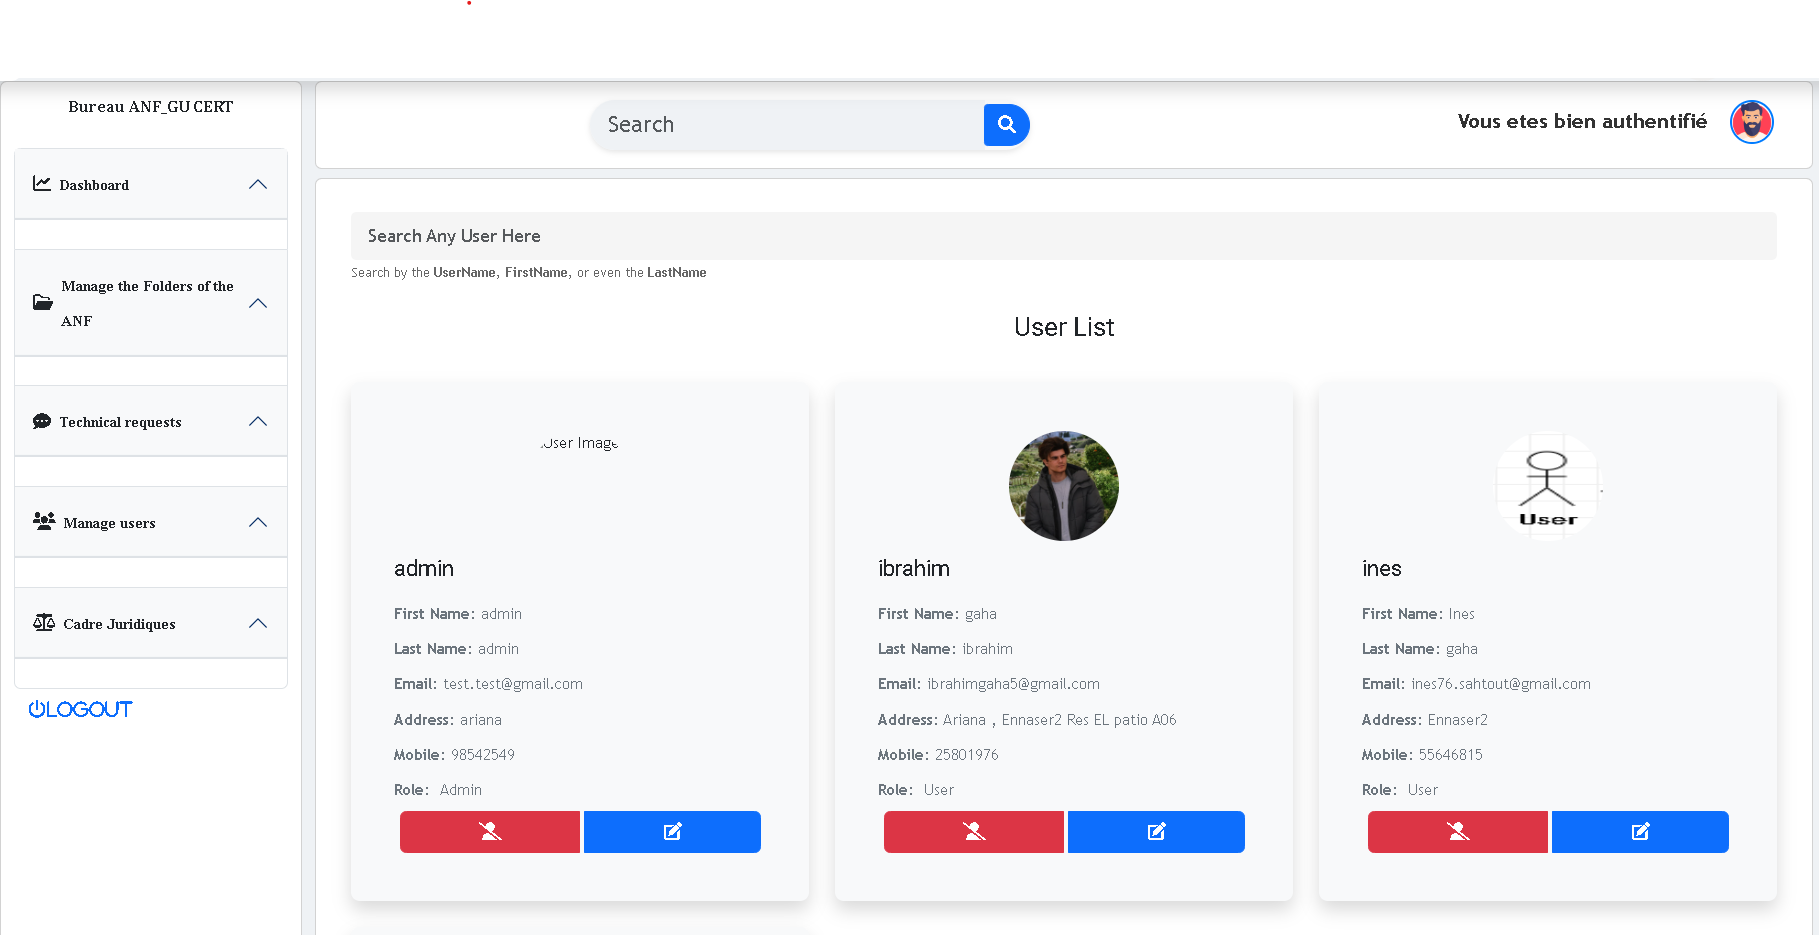 Bureau ANF_GU CERT
Dashboard
Manage the Folders of the
ANF
Technical requests
Manage users
Cadre Juridiques
LOGOUT
Search
Vous etes bien authentifié
Search Any User Here
Search by the UserName, FirstName, or even the LastName
User List
User Image
admin
First Name: admin
Last Name: admin
Email: test.test@gmail.com
Address: ariana
Mobile: 98542549
Role: Admin
ibrahim
First Name: gaha
Last Name: ibrahim
Email: ibrahimgaha5@gmail.com
Address: Ariana , Ennaser2 Res EL patio A06
Mobile: 25801976
Role: User
User
ines
First Name: Ines
Last Name: gaha
Email: ines76.sahtout@gmail.com
Address: Ennaser2
Mobile: 55646815
Role: User